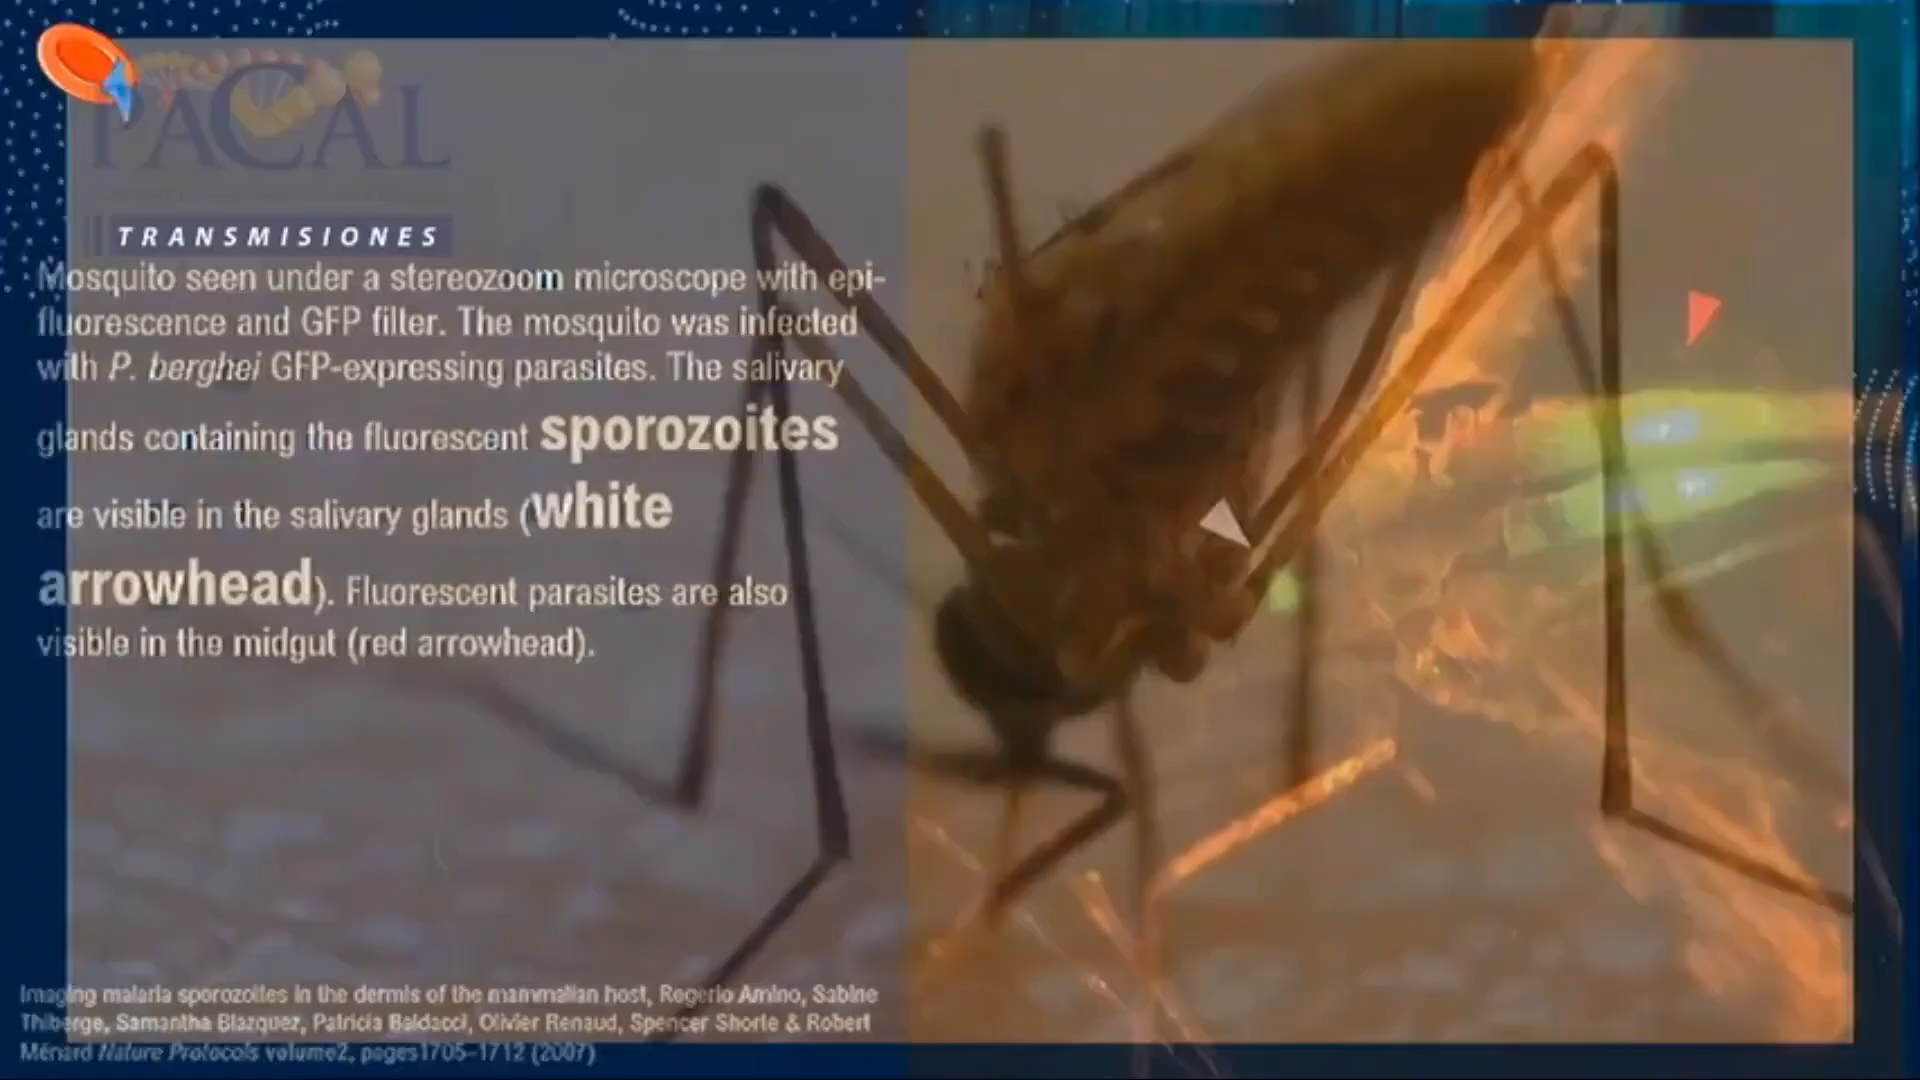 PACAL
TRANSMISIONES
Mosquito seen under a stereozoom microscope with epi-
fluorescence and GFP filler. The mosquito was infected
with P. berghei GFP-expressing parasites. The salivary
glands containing the fluorescent sporozoites
are visible in the salivary glands (white
arrowhead). Fluorescent parasites are also
visible in the midgut (red arrowhead).
Imaging malaria sporozoites in the dermis of the mammalian host, Rogerio Amino, Sabine
Thiberge, Samantha Blazquez, Patricia Baldacci, Olivier Renaud, Spencer Shorte & Robert
Ménard Nature Protocols volume2, pages1705–1712 (2007)